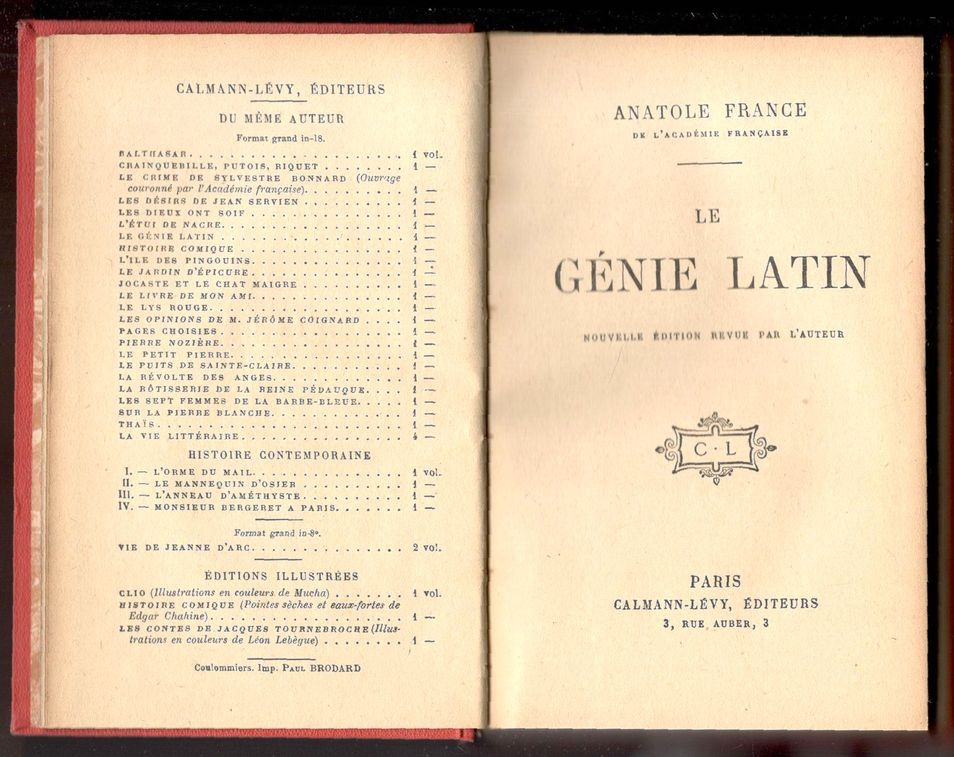 CALMANN-LÉVY, ÉDITEURS
DU MÊME AUTEUR
Format grand in-18.
BALTHASAR. . . . . . . . . . . . . . . . . . . . . 1 vol.
CRAINQUEBILLE, PUTOIS, RIQUET . . . . . . . . 1 —
LE CRIME DE SYLVESTRE BONNARD (Ouvrage
couronné par l'Académie française). . . . . . . . . . 1 —
LES DÉSIRS DE JEAN SERVIEN . . . . . . . . . . 1 —
LES DIEUX ONT SOIF . . . . . . . . . . . . . . . 1 —
L'ÉTUI DE NACRE. . . . . . . . . . . . . . . . . . 1 —
LE GÉNIE LATIN . . . . . . . . . . . . . . . . . . 1 —
HISTOIRE COMIQUE . . . . . . . . . . . . . . . . 1 —
L'ILE DES PINGOUINS. . . . . . . . . . . . . . . 1 —
LE JARDIN D'ÉPICURE . . . . . . . . . . . . . . . 1 —
JOCASTE ET LE CHAT MAIGRE . . . . . . . . . . 1 —
LE LIVRE DE MON AMI. . . . . . . . . . . . . . . 1 —
LE LYS ROUGE. . . . . . . . . . . . . . . . . . . 1 —
LES OPINIONS DE M. JÉRÔME COIGNARD . . . . 1 —
PAGES CHOISIES . . . . . . . . . . . . . . . . . . 1 —
PIERRE NOZIÈRE. . . . . . . . . . . . . . . . . . 1 —
LE PETIT PIERRE. . . . . . . . . . . . . . . . . . 1 —
LE PUITS DE SAINTE-CLAIRE. . . . . . . . . . . 1 —
LA RÉVOLTE DES ANGES. . . . . . . . . . . . . 1 —
LA RÔTISSERIE DE LA REINE PÉDAUQUE. . . . 1 —
LES SEPT FEMMES DE LA BARBE-BLEUE. . . . . 1 —
SUR LA PIERRE BLANCHE. . . . . . . . . . . . . 1 —
THAÏS. . . . . . . . . . . . . . . . . . . . . . . 1 —
LA VIE LITTÉRAIRE. . . . . . . . . . . . . . . . 4 —
HISTOIRE CONTEMPORAINE
I. — L'ORME DU MAIL. . . . . . . . . . . . . . . 1 vol.
II. — LE MANNEQUIN D'OSIER . . . . . . . . . . 1 —
III. — L'ANNEAU D'AMÉTHYSTE . . . . . . . . . . 1 —
IV. — MONSIEUR BERGERET A PARIS. . . . . . . 1 —
Format grand in-8°.
VIE DE JEANNE D'ARC. . . . . . . . . . . . . . . 2 vol.
ÉDITIONS ILLUSTRÉES
CLIO (Illustrations en couleurs de Mucha) . . . . . . . 1 vol.
HISTOIRE COMIQUE (Pointes sèches et eaux-fortes de
Edgar Chahine). . . . . . . . . . . . . . . . . . . 1 —
LES CONTES DE JACQUES TOURNEBROCHE (Illus-
trations en couleurs de Léon Lebègue) . . . . . . . . 1 —
Coulommiers. Imp. PAUL BRODARD
ANATOLE FRANCE
DE L'ACADÉMIE FRANÇAISE
LE
GÉNIE LATIN
NOUVELLE ÉDITION REVUE PAR L'AUTEUR
C · L
PARIS
CALMANN-LÉVY, ÉDITEURS
3, RUE AUBER, 3